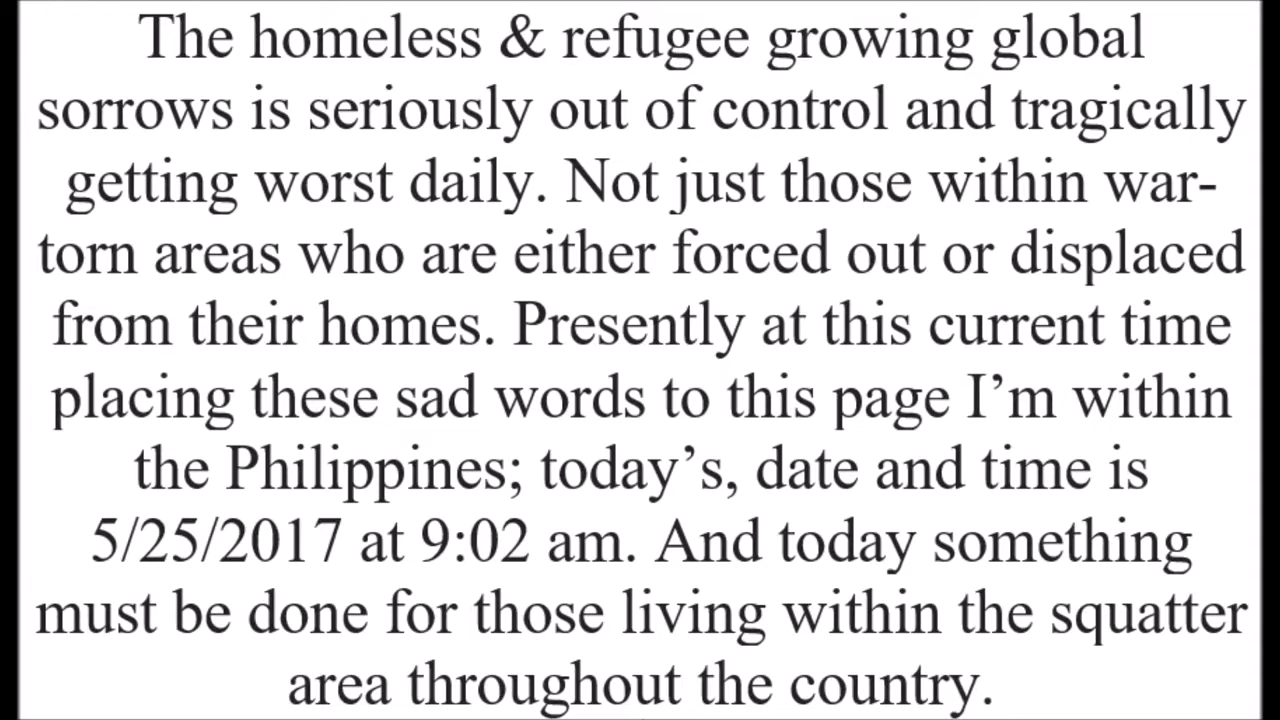 The homeless & refugee growing global
sorrows is seriously out of control and tragically
getting worst daily. Not just those within war-
torn areas who are either forced out or displaced
from their homes. Presently at this current time
placing these sad words to this page I’m within
the Philippines; today’s, date and time is
5/25/2017 at 9:02 am. And today something
must be done for those living within the squatter
area throughout the country.